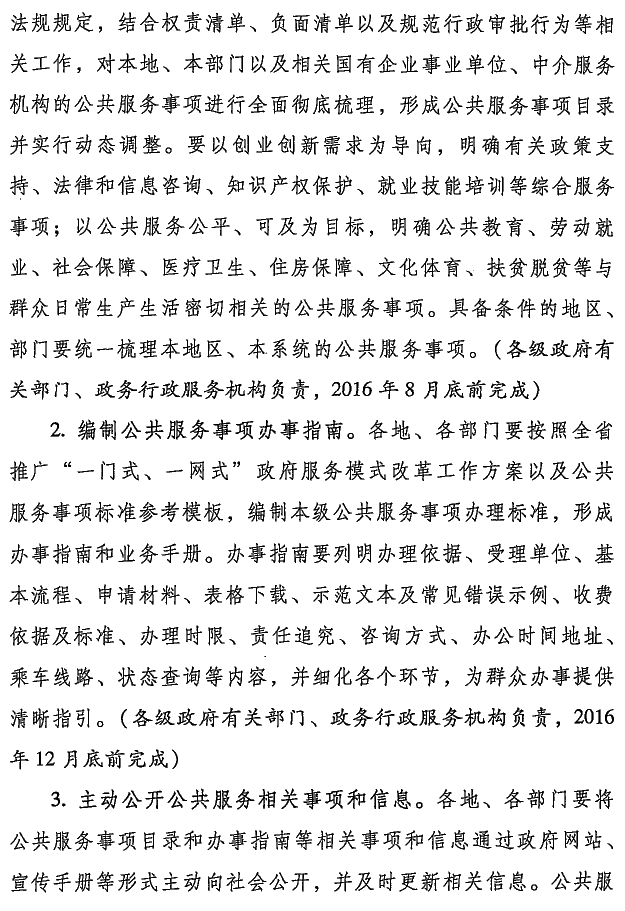 法规规定，结合权责清单、负面清单以及规范行政审批行为等相
关工作，对本地、本部门以及相关国有企业事业单位、中介服务
机构的公共服务事项进行全面彻底梳理，形成公共服务事项目录
并实行动态调整。要以创业创新需求为导向，明确有关政策支
持、法律和信息咨询、知识产权保护、就业技能培训等综合服务
事项；以公共服务公平、可及为目标，明确公共教育、劳动就
业、社会保障、医疗卫生、住房保障、文化体育、扶贫脱贫等与
群众日常生产生活密切相关的公共服务事项。具备条件的地区、
部门要统一梳理本地区、本系统的公共服务事项。（各级政府有
关部门、政务行政服务机构负责，2016 年 8 月底前完成）
2. 编制公共服务事项办事指南。各地、各部门要按照全省
推广“一门式、一网式”政府服务模式改革工作方案以及公共
服务事项标准参考模板，编制本级公共服务事项办理标准，形成
办事指南和业务手册。办事指南要列明办理依据、受理单位、基
本流程、申请材料、表格下载、示范文本及常见错误示例、收费
依据及标准、办理时限、责任追究、咨询方式、办公时间地址、
乘车线路、状态查询等内容，并细化各个环节，为群众办事提供
清晰指引。（各级政府有关部门、政务行政服务机构负责，2016
年 12 月底前完成）
3. 主动公开公共服务相关事项和信息。各地、各部门要将
公共服务事项目录和办事指南等相关事项和信息通过政府网站、
宣传手册等形式主动向社会公开，并及时更新相关信息。公共服